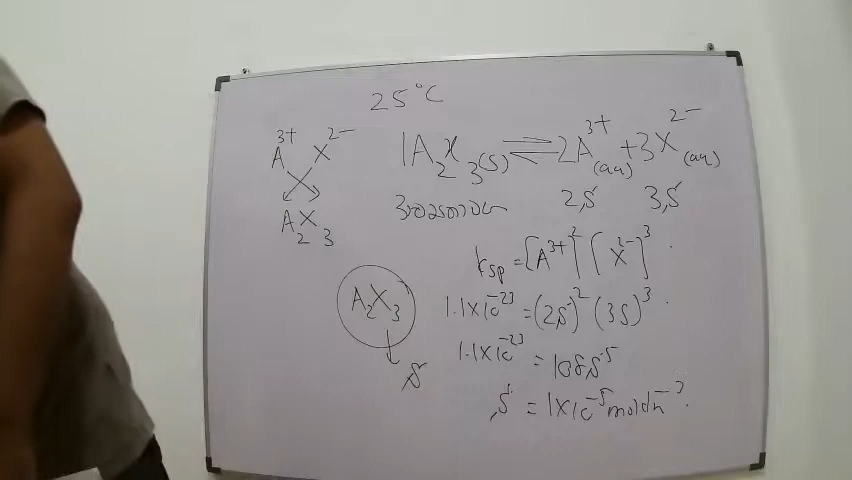 25 °C
A³⁺ X²⁻
A₂X₃
1A₂X₃(s) ⇌ 2A³⁺(aq) + 3X²⁻(aq)
2S 3S
Ksp = [A³⁺]² [X²⁻]³
1.1×10⁻²³ = (2S)² (3S)³
1.1×10⁻²³ = 108S⁵
S = 1×10⁻⁵ moldm⁻³
A₂X₃
S